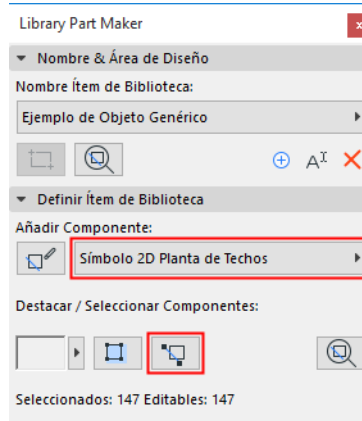 Library Part Maker
Nombre & Área de Diseño
Nombre Ítem de Biblioteca:
Ejemplo de Objeto Genérico
Definir Ítem de Biblioteca
Añadir Componente:
Símbolo 2D Planta de Techos
Destacar / Seleccionar Componentes:
Seleccionados: 147 Editables: 147